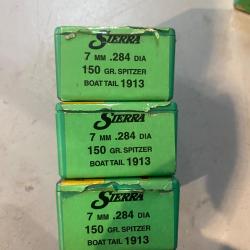 SIERRA
7 MM .284 DIA
150 GR. SPITZER
BOAT TAIL 1913
SIERRA
7 MM .284 DIA
150 GR. SPITZER
BOAT TAIL 1913
SIERRA
7 MM .284 DIA
150 GR. SPITZER
BOAT TAIL 1913